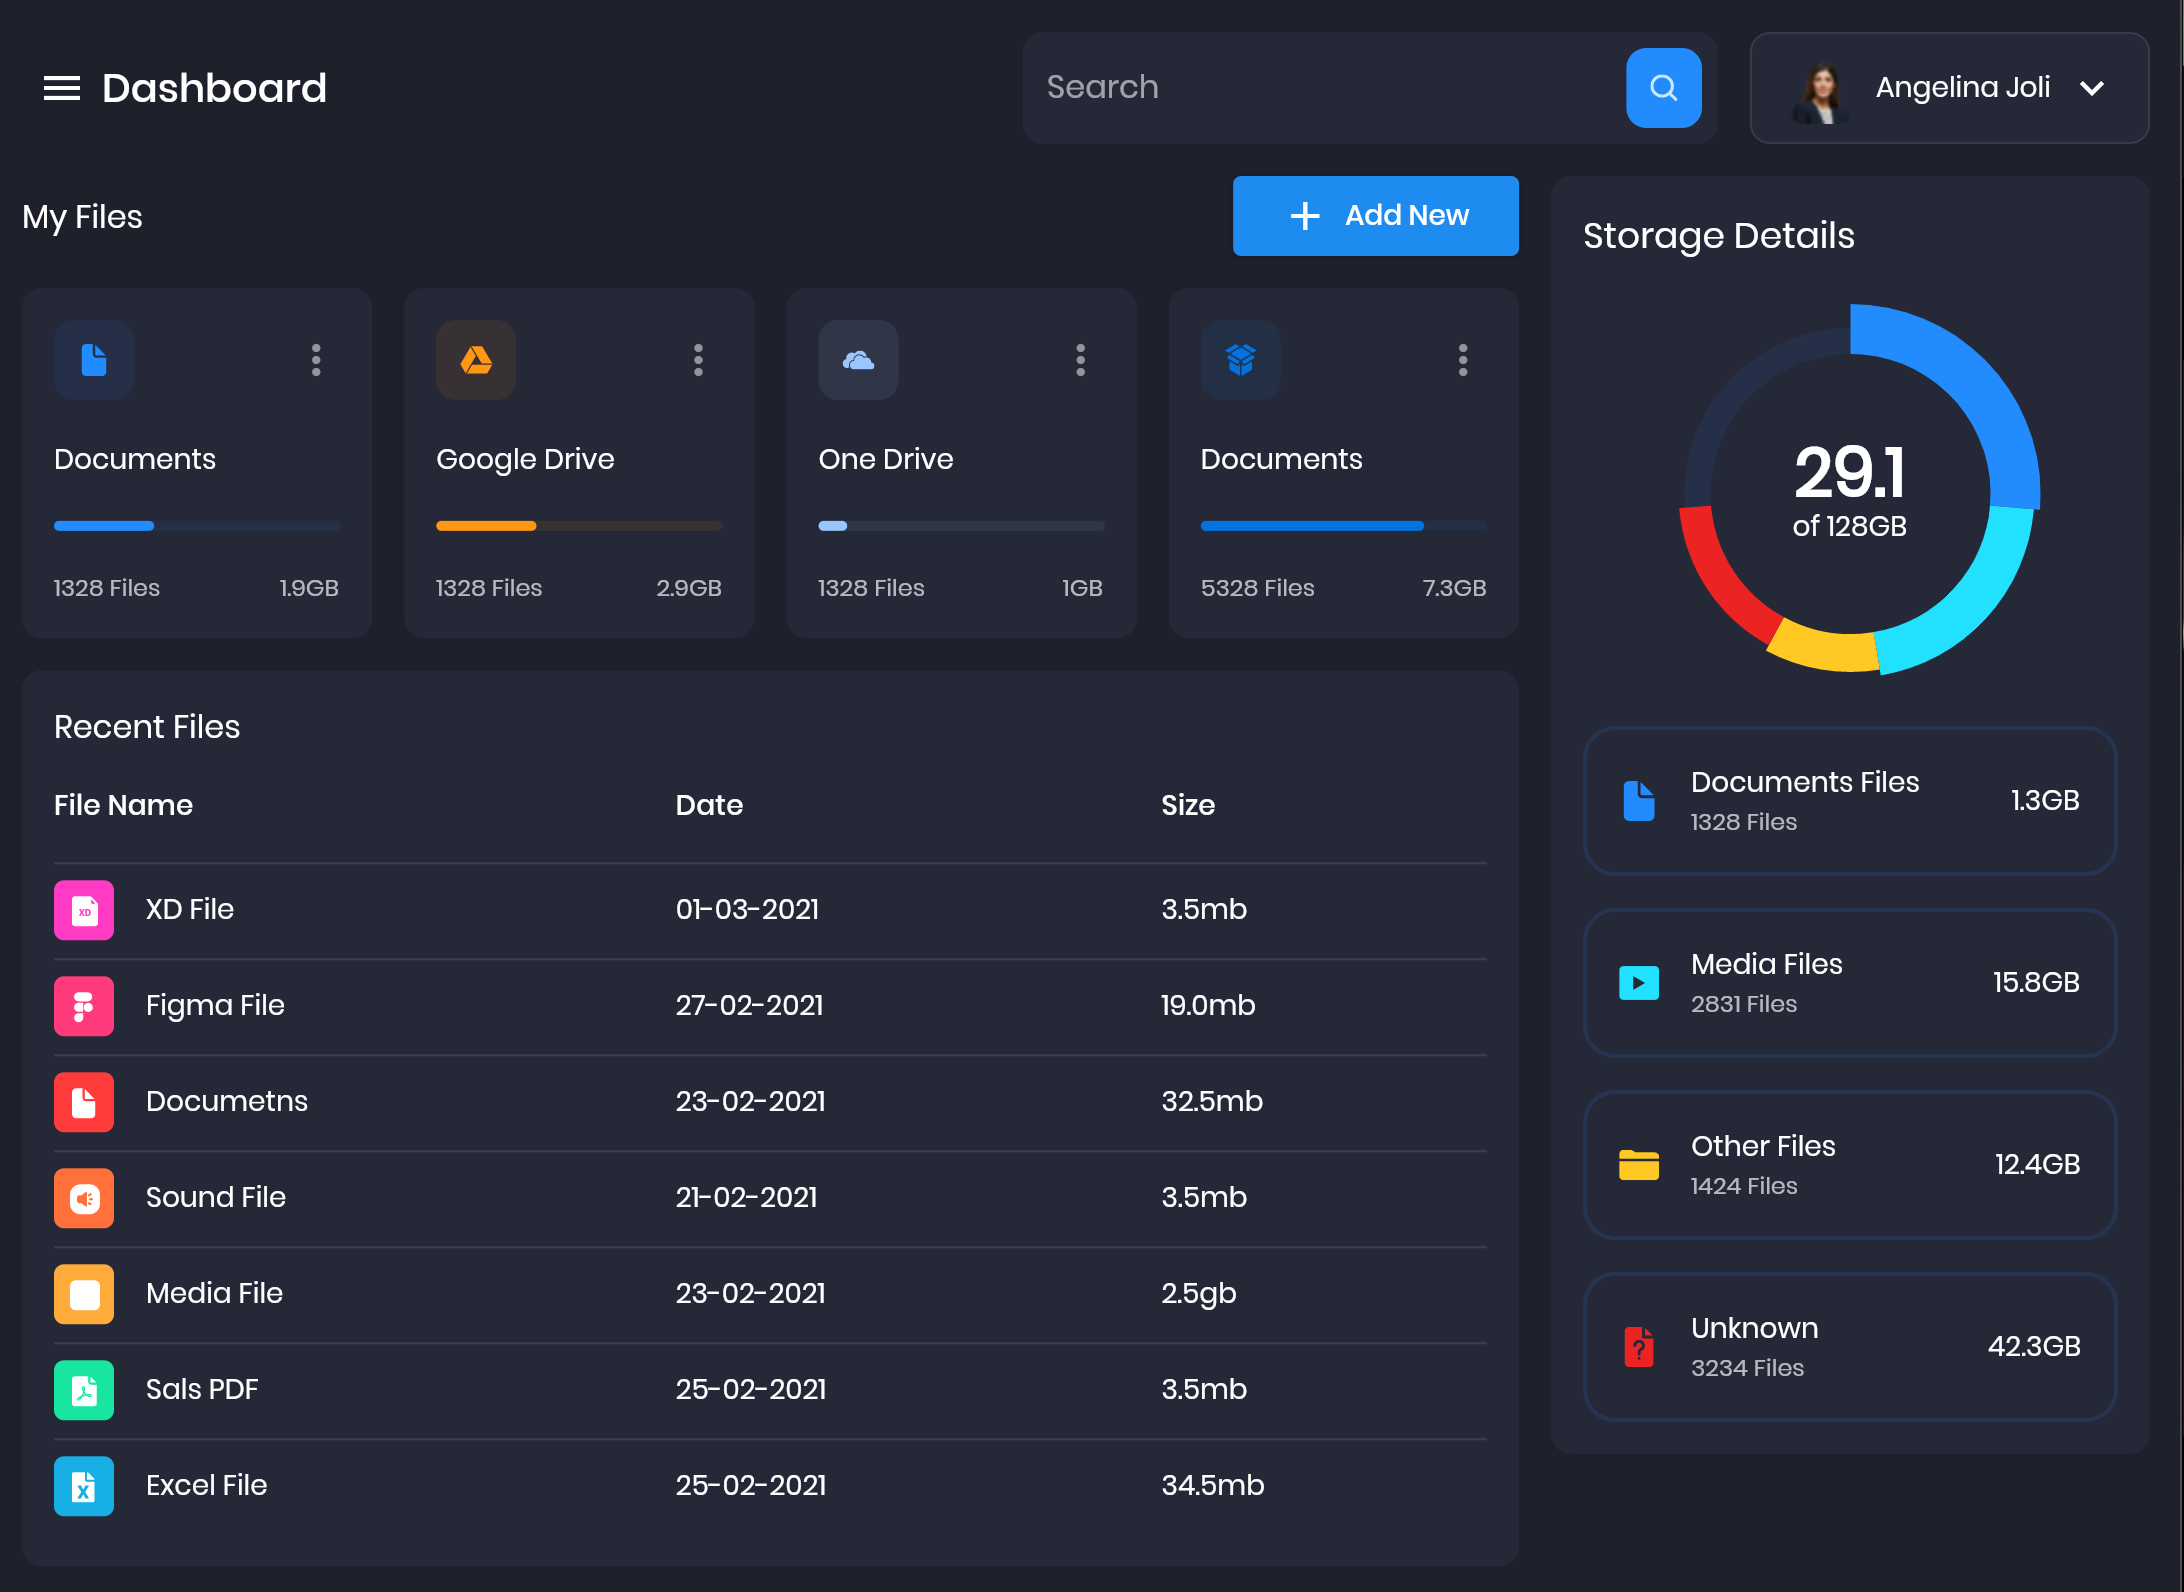 Dashboard
Search
Angelina Joli
My Files
Add New
Documents
1328 Files 1.9GB
Google Drive
1328 Files 2.9GB
One Drive
1328 Files 1GB
Documents
5328 Files 7.3GB
Recent Files
File Name Date Size
XD
XD File 01-03-2021 3.5mb
Figma File 27-02-2021 19.0mb
Documetns 23-02-2021 32.5mb
Sound File 21-02-2021 3.5mb
Media File 23-02-2021 2.5gb
Sals PDF 25-02-2021 3.5mb
X
Excel File 25-02-2021 34.5mb
Storage Details
29.1
of 128GB
Documents Files
1328 Files
1.3GB
Media Files
2831 Files
15.8GB
Other Files
1424 Files
12.4GB
?
Unknown
3234 Files
42.3GB